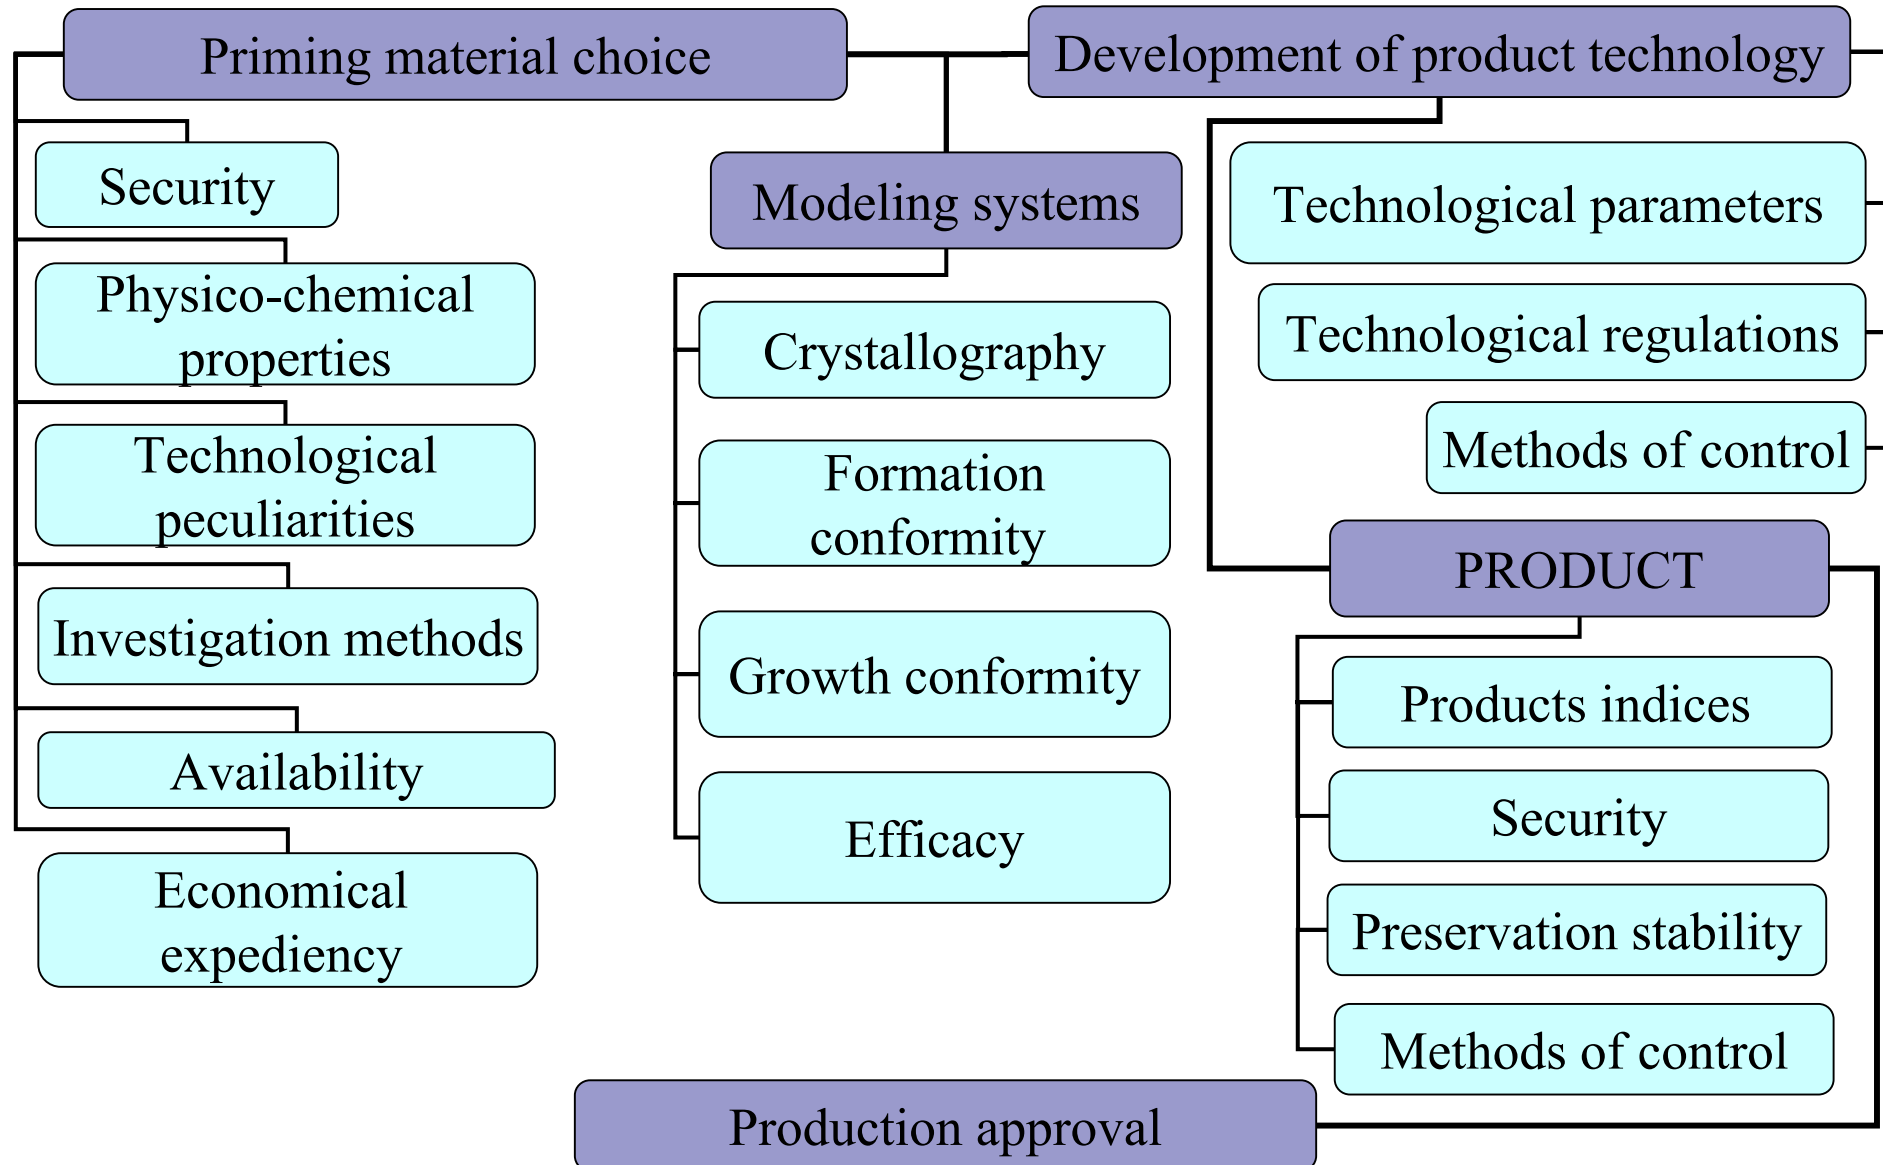 Priming material choice
Security
Physico-chemical
properties
Technological
peculiarities
Investigation methods
Availability
Economical
expediency
Modeling systems
Crystallography
Formation
conformity
Growth conformity
Efficacy
Development of product technology
Technological parameters
Technological regulations
Methods of control
PRODUCT
Products indices
Security
Preservation stability
Methods of control
Production approval